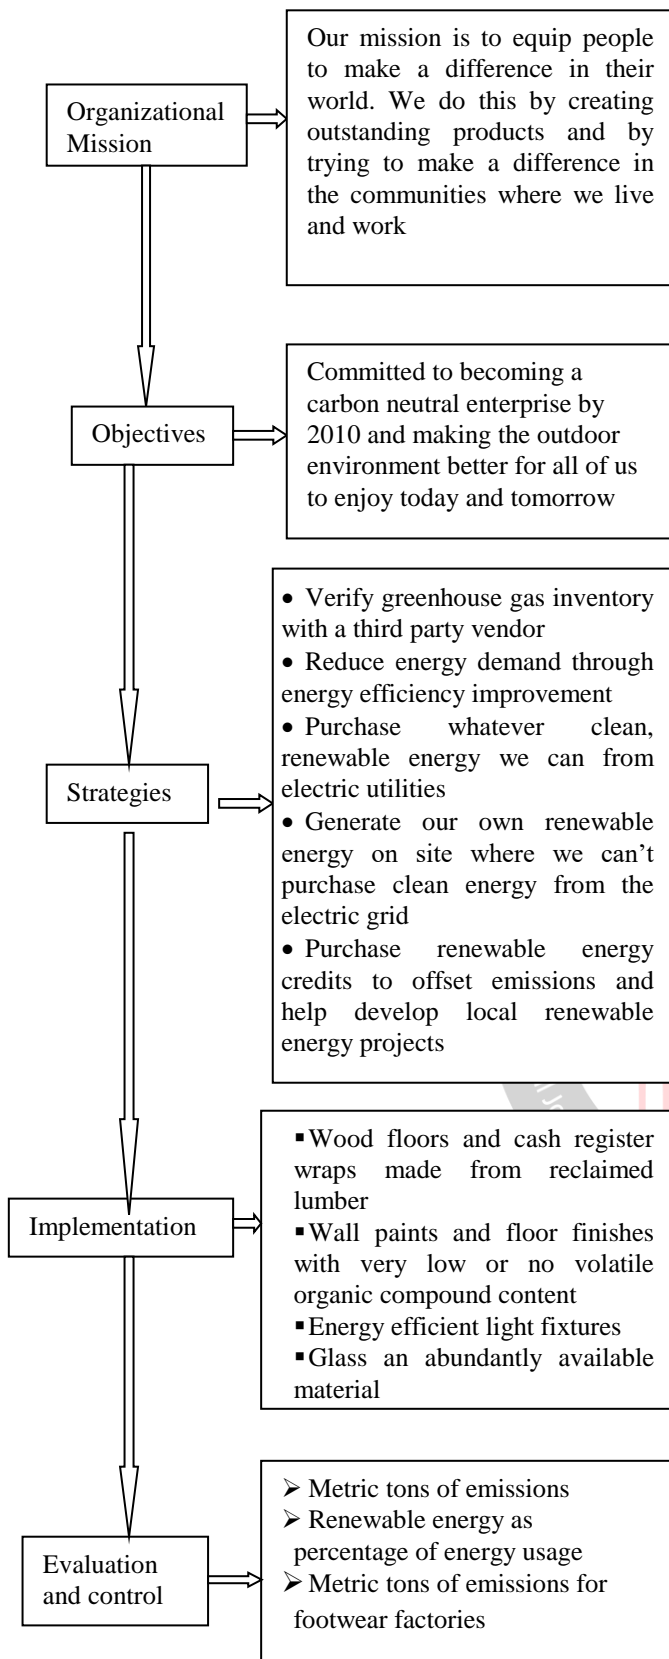 Organizational
Mission
Our mission is to equip people
to make a difference in their
world. We do this by creating
outstanding products and by
trying to make a difference in
the communities where we live
and work
Objectives
Committed to becoming a
carbon neutral enterprise by
2010 and making the outdoor
environment better for all of us
to enjoy today and tomorrow
Strategies
• Verify greenhouse gas inventory
with a third party vendor
• Reduce energy demand through
energy efficiency improvement
• Purchase whatever clean,
renewable energy we can from
electric utilities
• Generate our own renewable
energy on site where we can’t
purchase clean energy from the
electric grid
• Purchase renewable energy
credits to offset emissions and
help develop local renewable
energy projects
Implementation
▪Wood floors and cash register
wraps made from reclaimed
lumber
▪Wall paints and floor finishes
with very low or no volatile
organic compound content
▪Energy efficient light fixtures
▪Glass an abundantly available
material
Evaluation
and control
➢ Metric tons of emissions
➢ Renewable energy as
percentage of energy usage
➢ Metric tons of emissions for
footwear factories